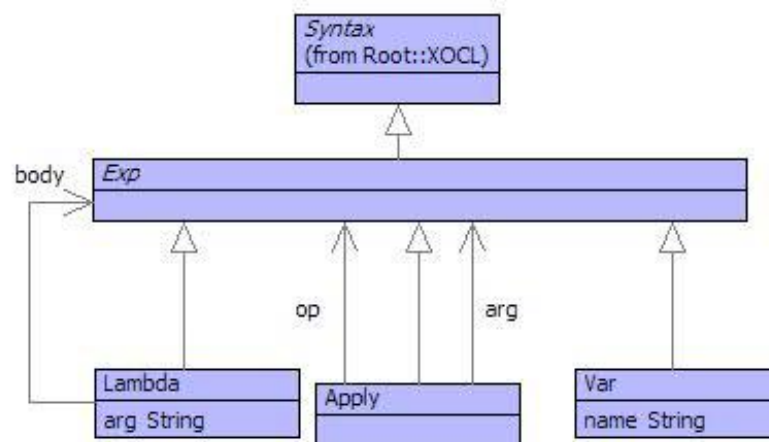 Syntax
(from Root::XOCL)
body
Exp
op
arg
Lambda
arg String
Apply
Var
name String